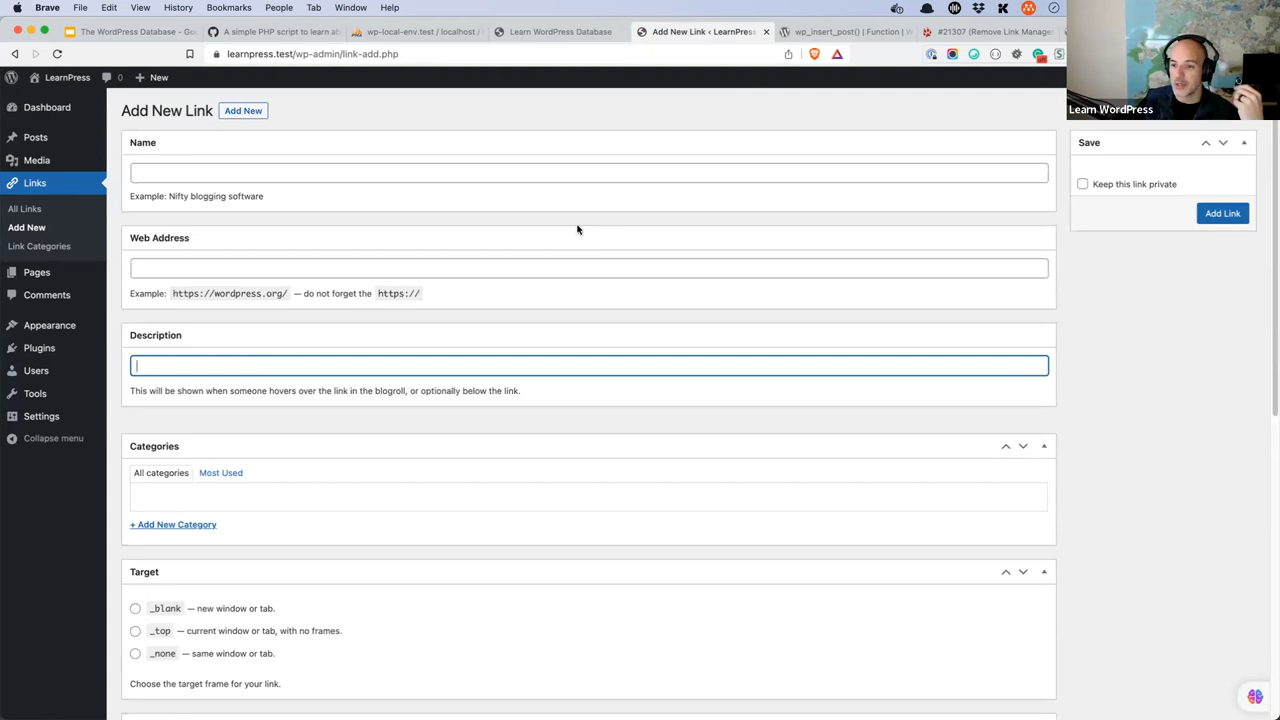 Brave File Edit View History Bookmarks People Tab Window Help
The WordPress Database - Go
A simple PHP script to learn ab
wp-local-env.test / localhost /
Learn WordPress Database
Add New Link ‹ LearnPress
wp_insert_post() | Function | W
#21307 (Remove Link Manager
learnpress.test/wp-admin/link-add.php
LearnPress 0 + New
Learn WordPress
Dashboard
Posts
Media
Links
All Links
Add New
Link Categories
Pages
Comments
Appearance
Plugins
Users
Tools
Settings
Collapse menu
Add New Link Add New
Name
Example: Nifty blogging software
Web Address
Example: https://wordpress.org/ — do not forget the https://
Description
This will be shown when someone hovers over the link in the blogroll, or optionally below the link.
Categories
All categories Most Used
+ Add New Category
Target
_blank — new window or tab.
_top — current window or tab, with no frames.
_none — same window or tab.
Choose the target frame for your link.
Save
Keep this link private
Add Link